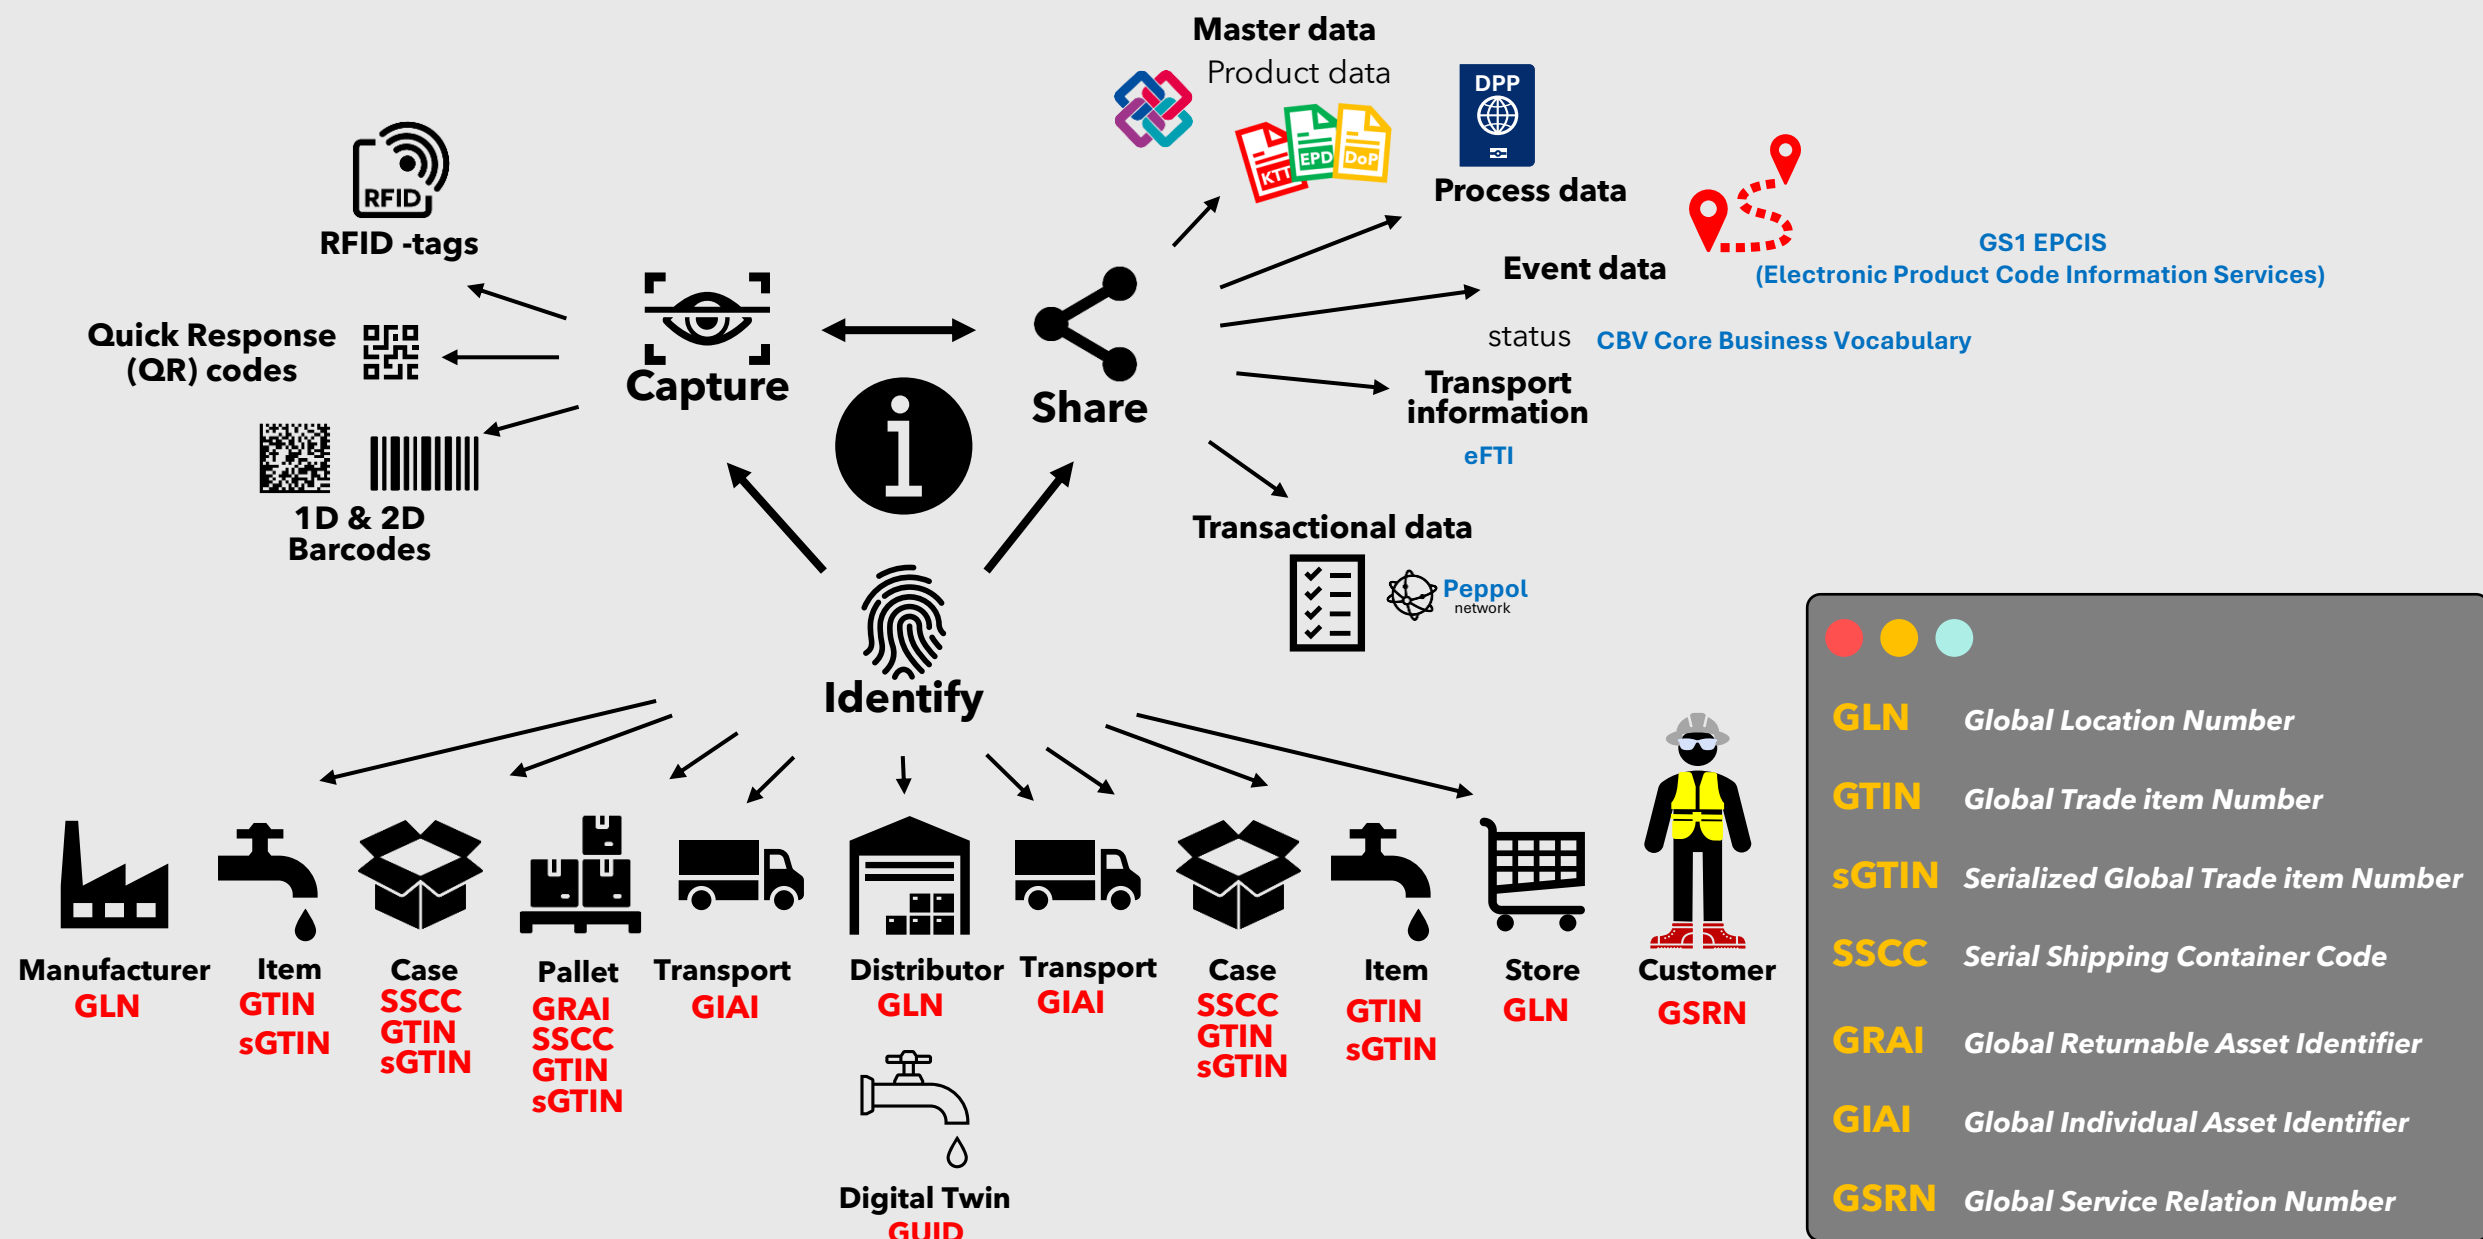 Master data
Product data
KTT
EPD
DoP
DPP
Process data
RFID
RFID -tags
GS1 EPCIS
(Electronic Product Code Information Services)
Event data
status
CBV Core Business Vocabulary
Quick Response
(QR) codes
Capture
Share
Transport
information
eFTI
i
1D & 2D
Barcodes
Transactional data
Peppol
network
Identify
Manufacturer
GLN
Item
GTIN
sGTIN
Case
SSCC
GTIN
sGTIN
Pallet
GRAI
SSCC
GTIN
sGTIN
Transport
GIAI
Distributor
GLN
Transport
GIAI
Case
SSCC
GTIN
sGTIN
Item
GTIN
sGTIN
Store
GLN
Customer
GSRN
Digital Twin
GUID
GLN Global Location Number
GTIN Global Trade item Number
sGTIN Serialized Global Trade item Number
SSCC Serial Shipping Container Code
GRAI Global Returnable Asset Identifier
GIAI Global Individual Asset Identifier
GSRN Global Service Relation Number